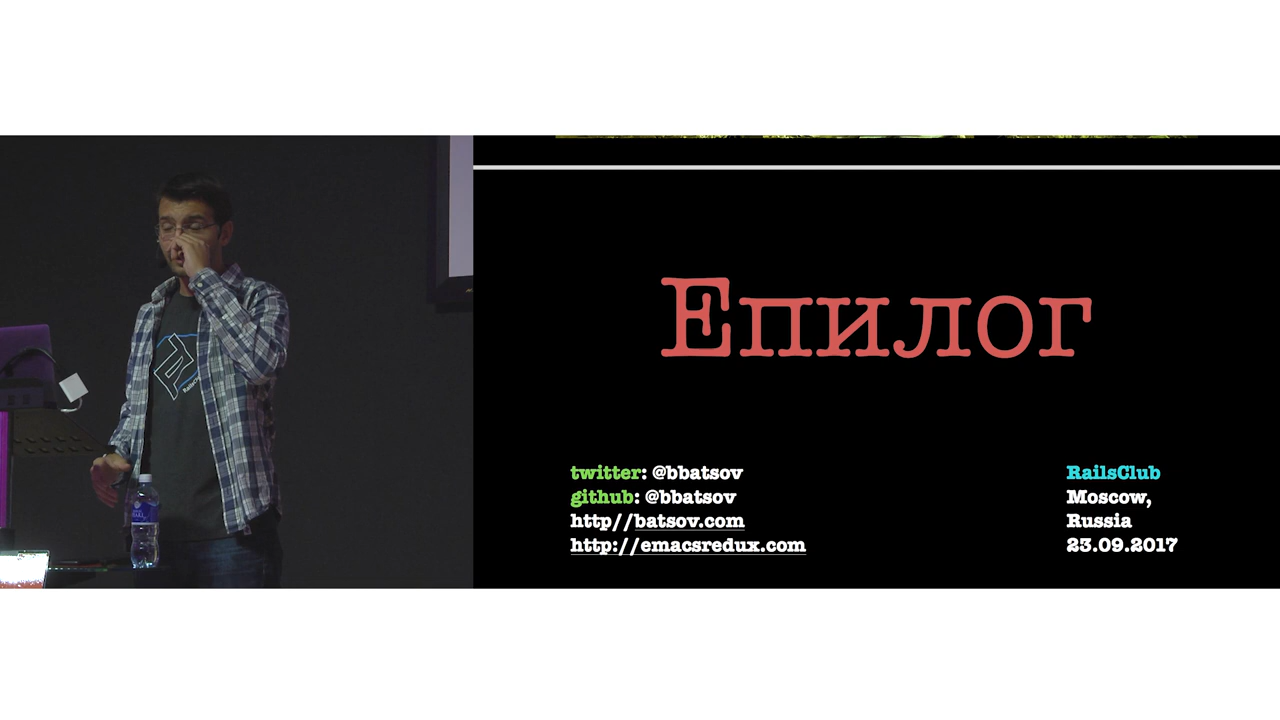 Епилог
twitter: @bbatsov
github: @bbatsov
http//batsov.com
http://emacsredux.com
RailsClub
Moscow,
Russia
23.09.2017